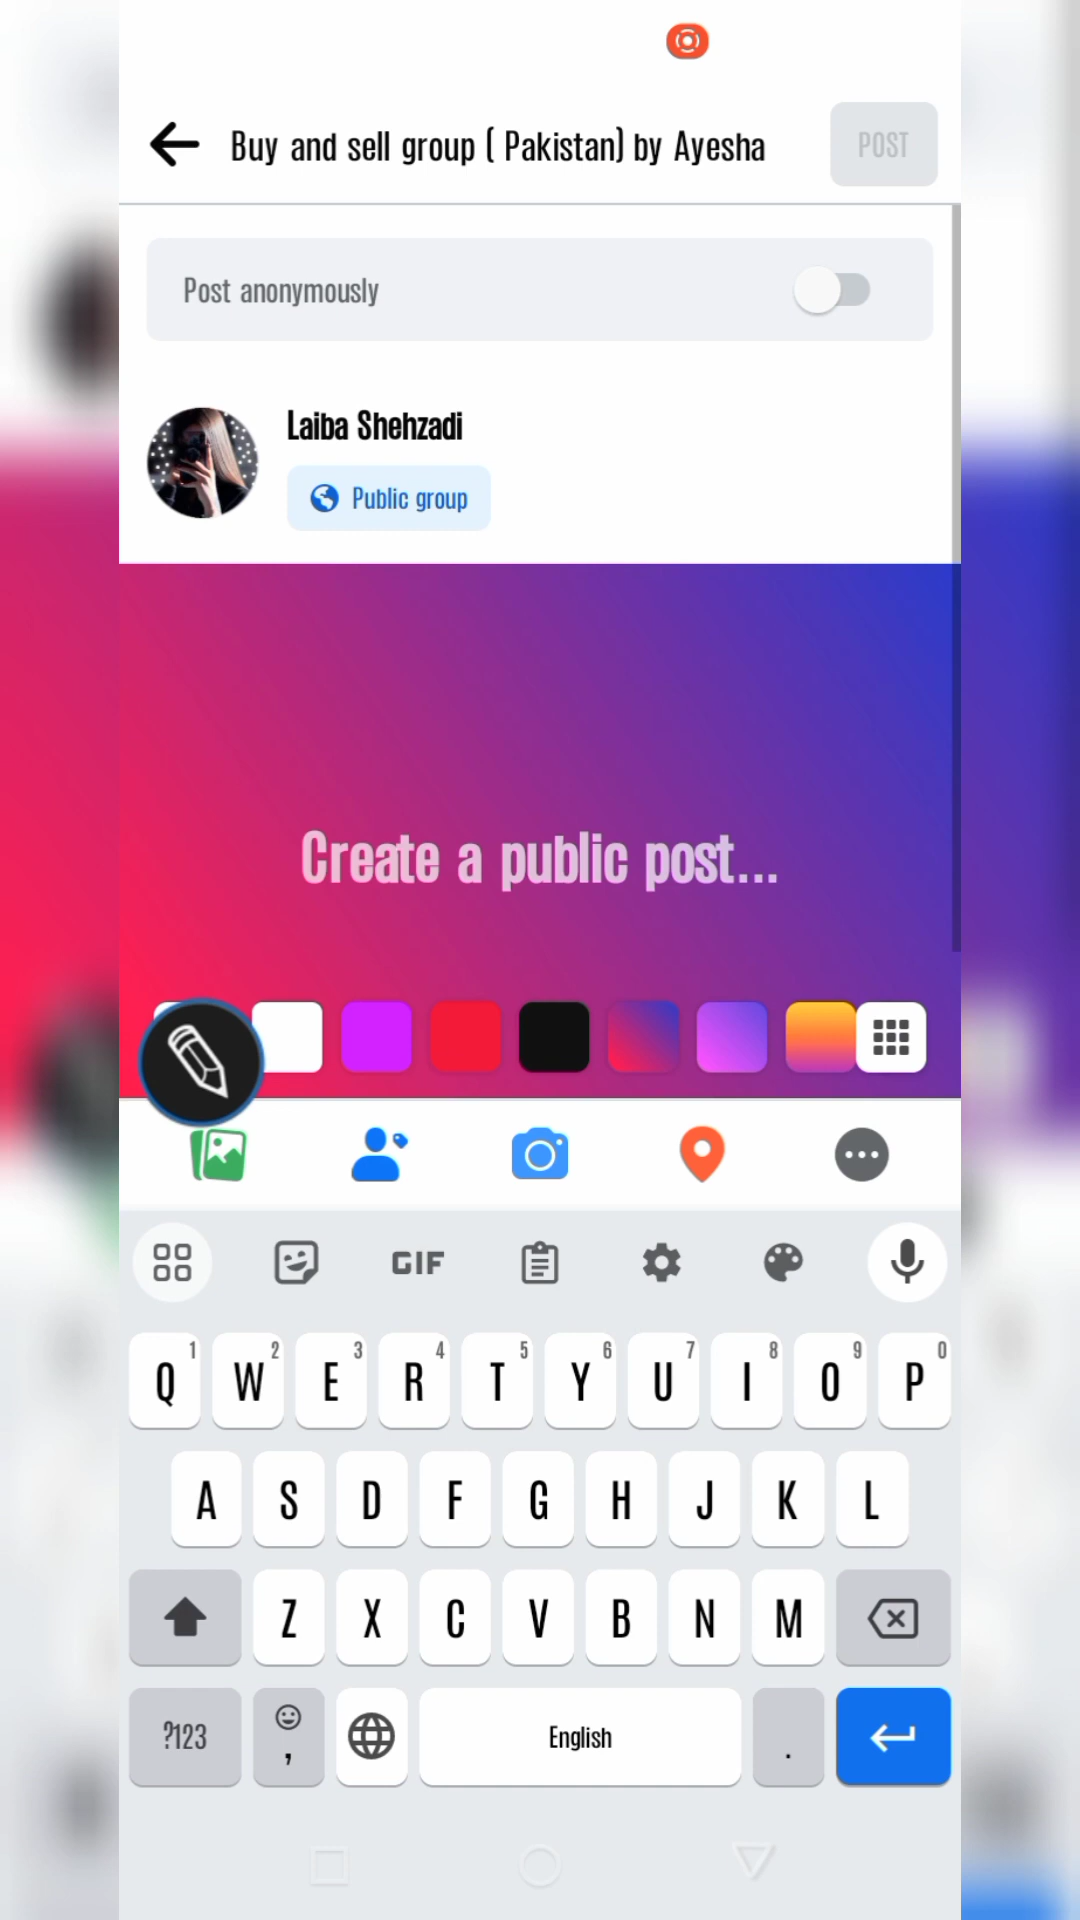 Buy and sell group ( Pakistan) by Ayesha
POST
Post anonymously
Laiba Shehzadi
Public group
Create a public post...
GIF
Q 1 W 2 E 3 R 4 T 5 Y 6 U 7 I 8 O 9 P 0
A S D F G H J K L
Z X C V B N M
?123 , English .